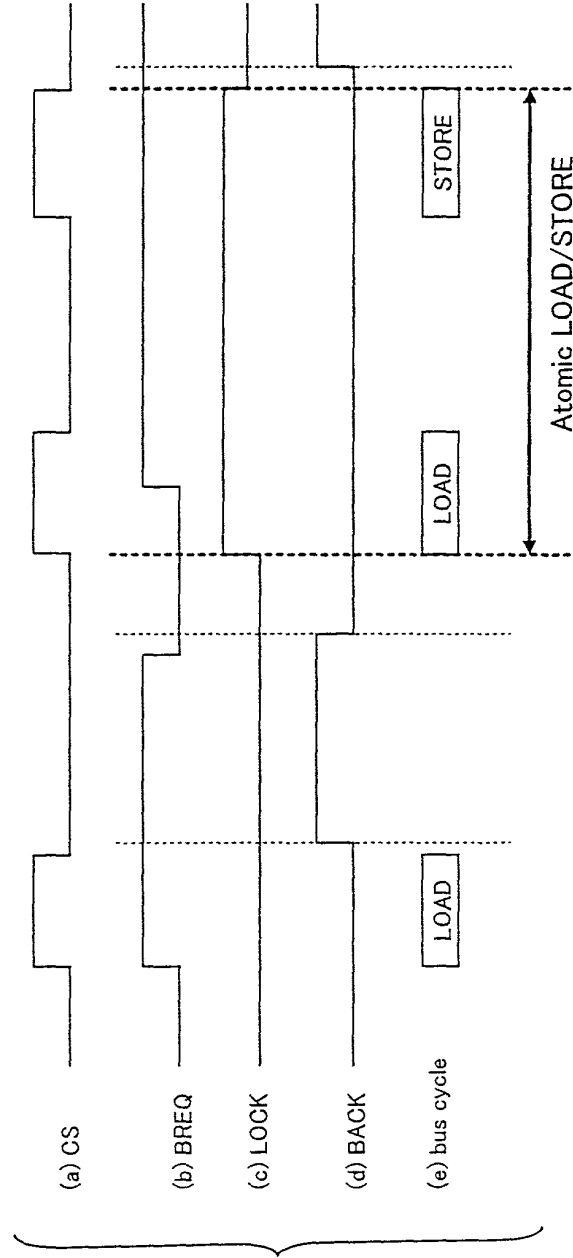 (a) CS
(b) BREQ
(c) LOCK
(d) BACK
(e) bus cycle
LOAD
LOAD
STORE
Atomic LOAD/STORE